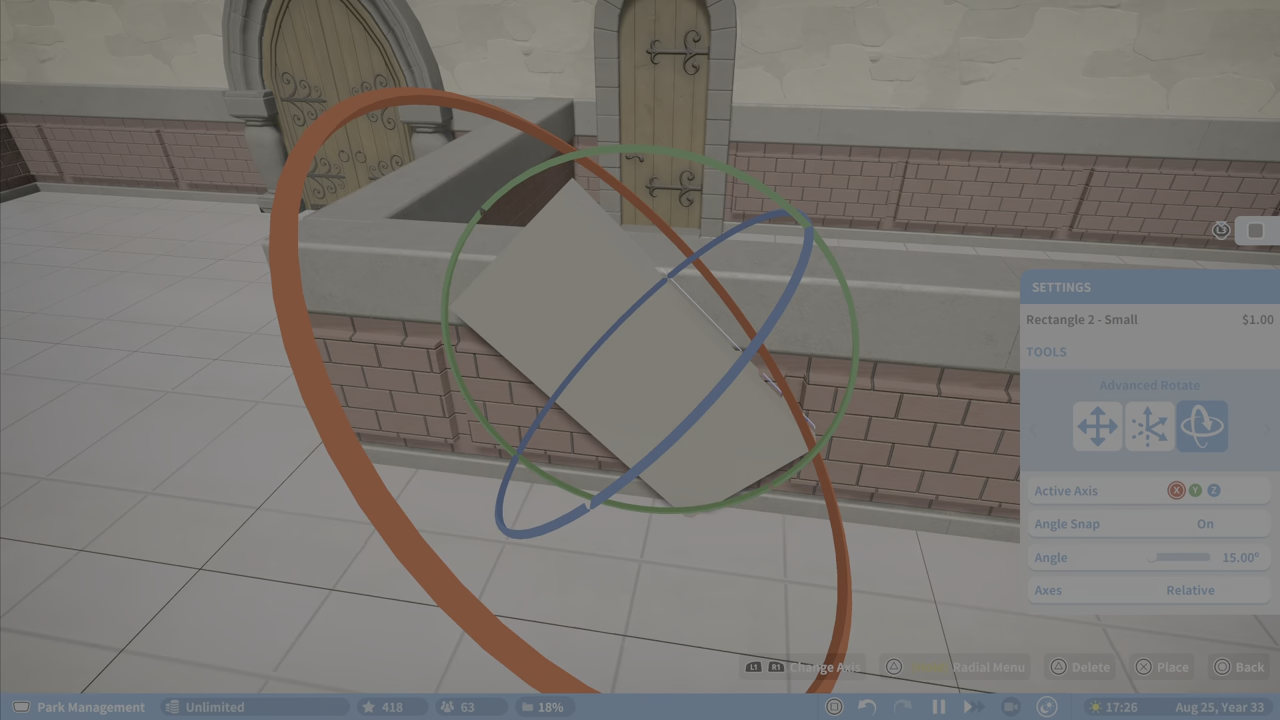 SETTINGS
Rectangle 2 - Small $1.00
TOOLS
Advanced Rotate
Active Axis X Y Z
Angle Snap On
Angle 15.00°
Axes Relative
L1 R1 Change Axis Radial Menu Delete Place Back
Park Management Unlimited 418 63 18% 17:26 Aug 25, Year 33